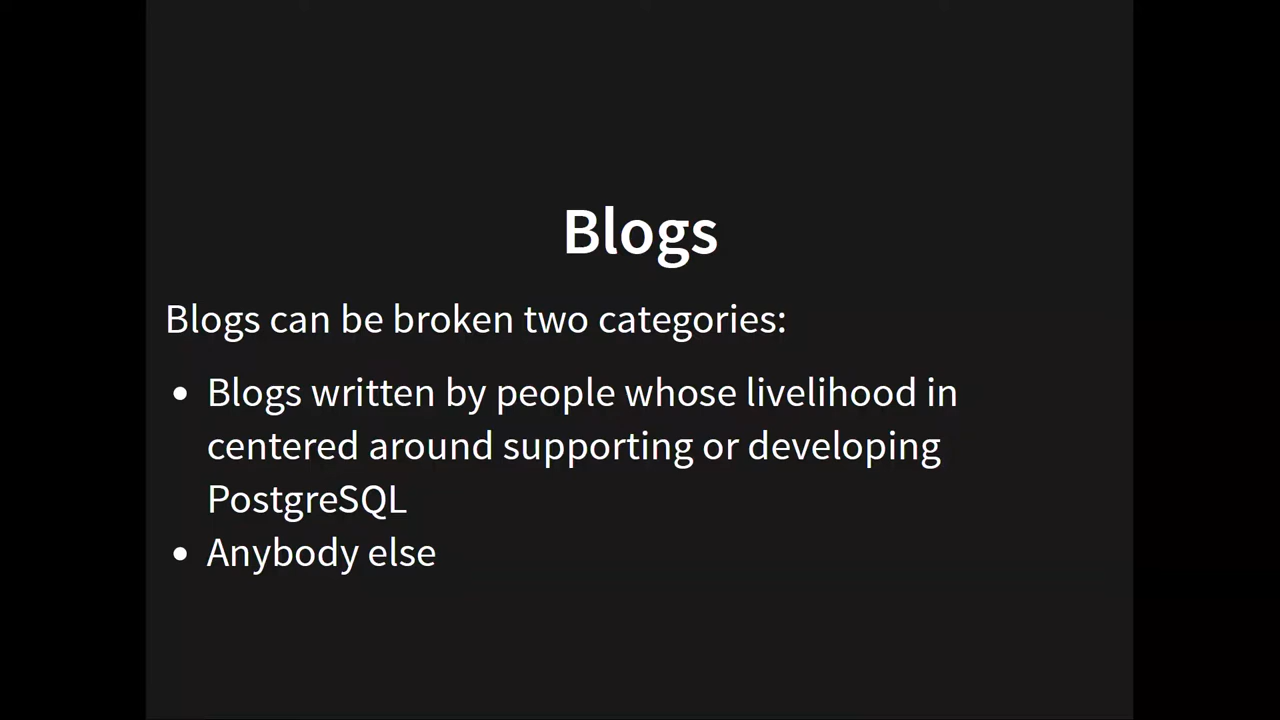 Blogs
Blogs can be broken two categories:
• Blogs written by people whose livelihood in
centered around supporting or developing
PostgreSQL
• Anybody else